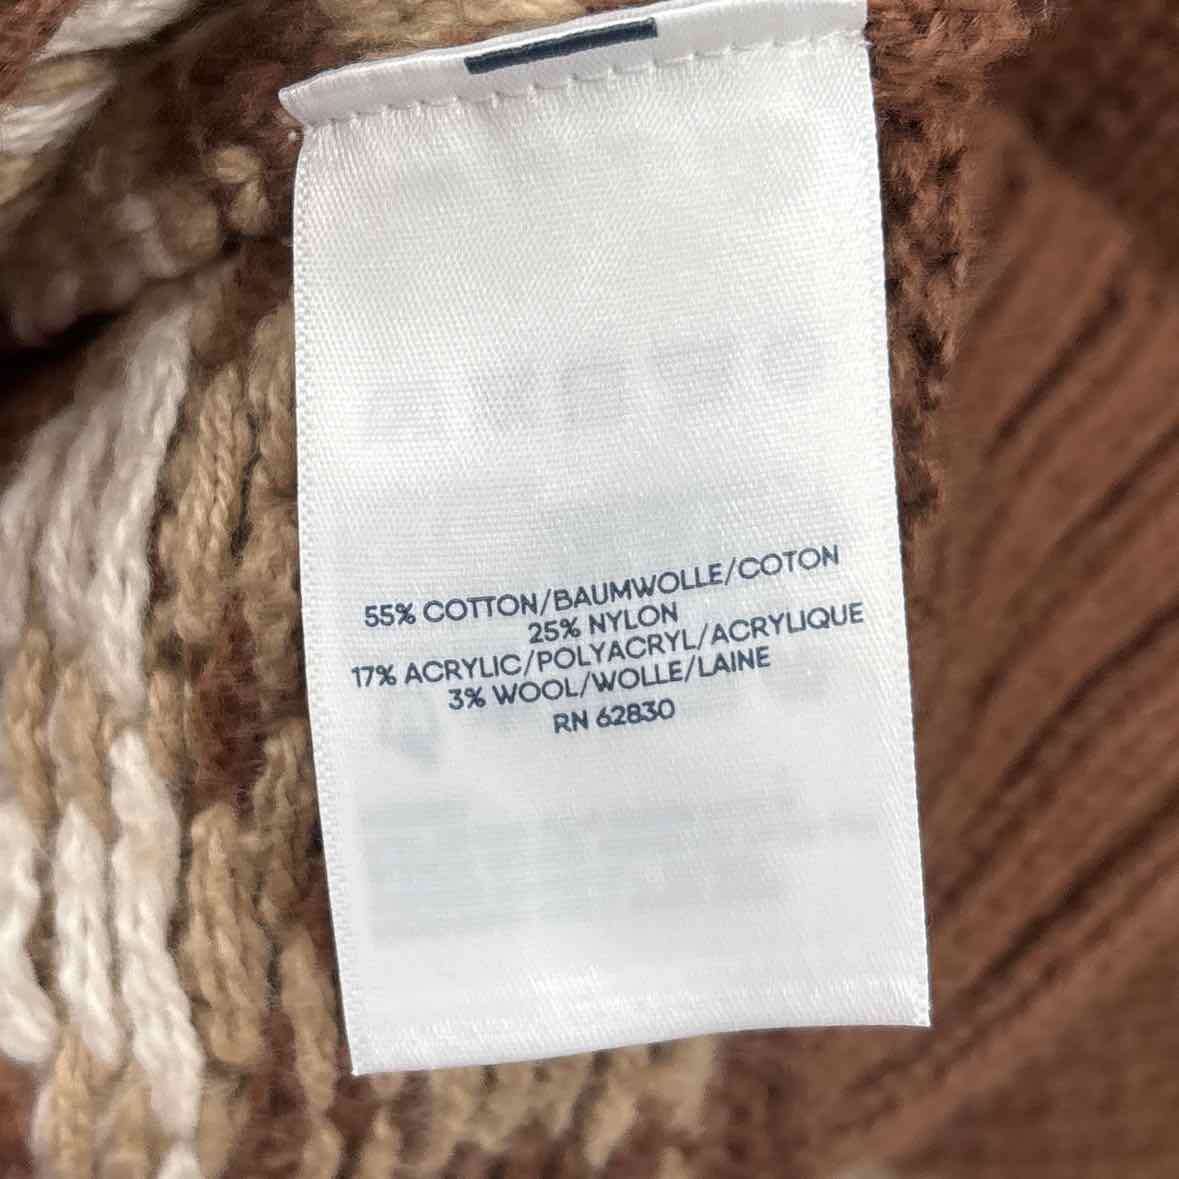 55% COTTON/BAUMWOLLE/COTON
25% NYLON
17% ACRYLIC/POLYACRYL/ACRYLIQUE
3% WOOL/WOLLE/LAINE
RN 62830